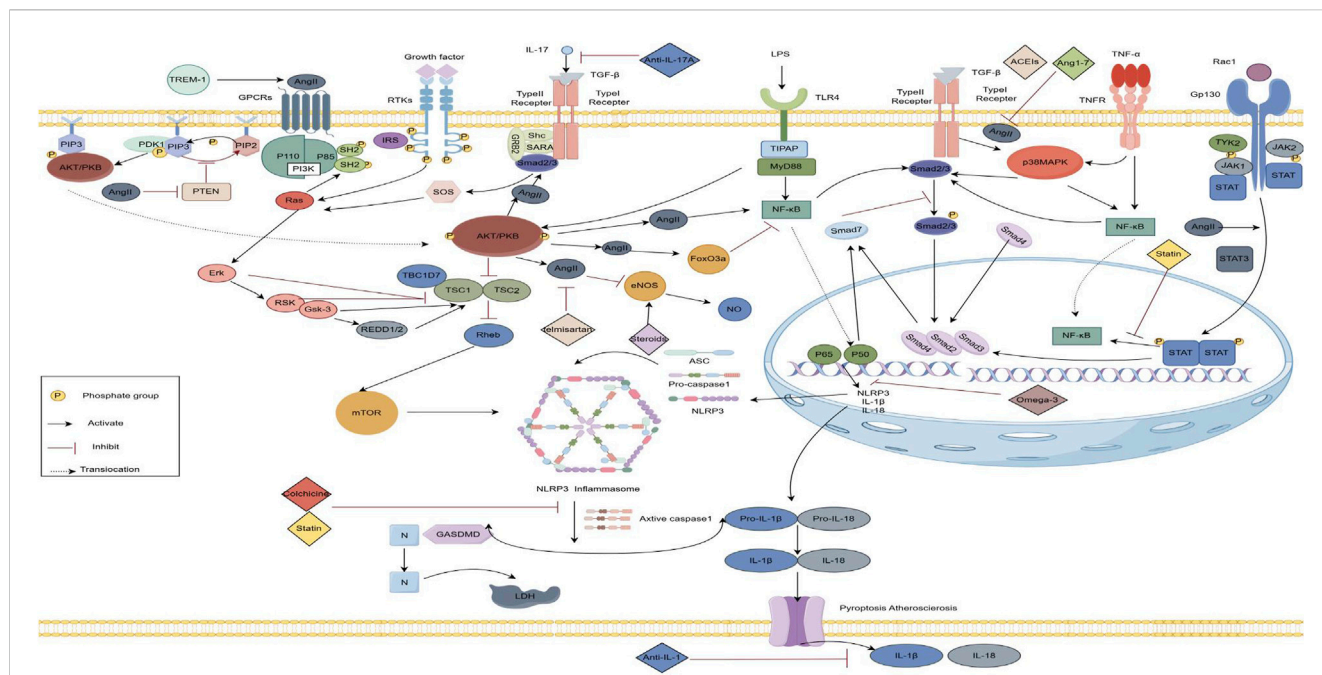 IL-17
Anti-IL-17A
LPS
ACEIs
Ang1-7
TNF-α
Rac1
TREM-1
AngII
Growth factor
TGF-β
TGF-β
GPCRs
RTKs
TypeII
Recepter
TypeI
Recepter
TLR4
TypeII
Recepter
TypeI
Recepter
TNFR
Gp130
AngII
PIP3
PDK1
PIP3
P
PIP2
P
P
P
AKT/PKB
P110
P85
PI3K
SH2
SH2
IRS
GRB2
Shc
SARA
Smad2/3
TIPAP
MyD88
NF-κB
Smad2/3
p38MAPK
TYK2
JAK1
STAT
JAK2
STAT
AngII
PTEN
Ras
SOS
AngII
AKT/PKB
P
P
AngII
AngII
FoxO3a
Smad7
Smad2/3
P
Smad4
NF-κB
AngII
STAT3
Statin
Erk
RSK
Gsk-3
REDD1/2
TBC1D7
TSC1
TSC2
Rheb
AngII
eNOS
NO
Telmisartan
Steroids
mTOR
P65
P50
Smad4
Smad2
Smad3
NF-κB
P
P
STAT
STAT
ASC
Pro-caspase1
NLRP3
NLRP3
IL-1β
IL-18
Omega-3
P
Phosphate group
Activate
Inhibit
Translocation
NLRP3 Inflammasome
Colchicine
Statin
Axtive caspase1
N
GASDMD
N
LDH
Pro-IL-1β
Pro-IL-18
IL-1β
IL-18
Pyroptosis Atheroscierosis
Anti-IL-1
IL-1β
IL-18